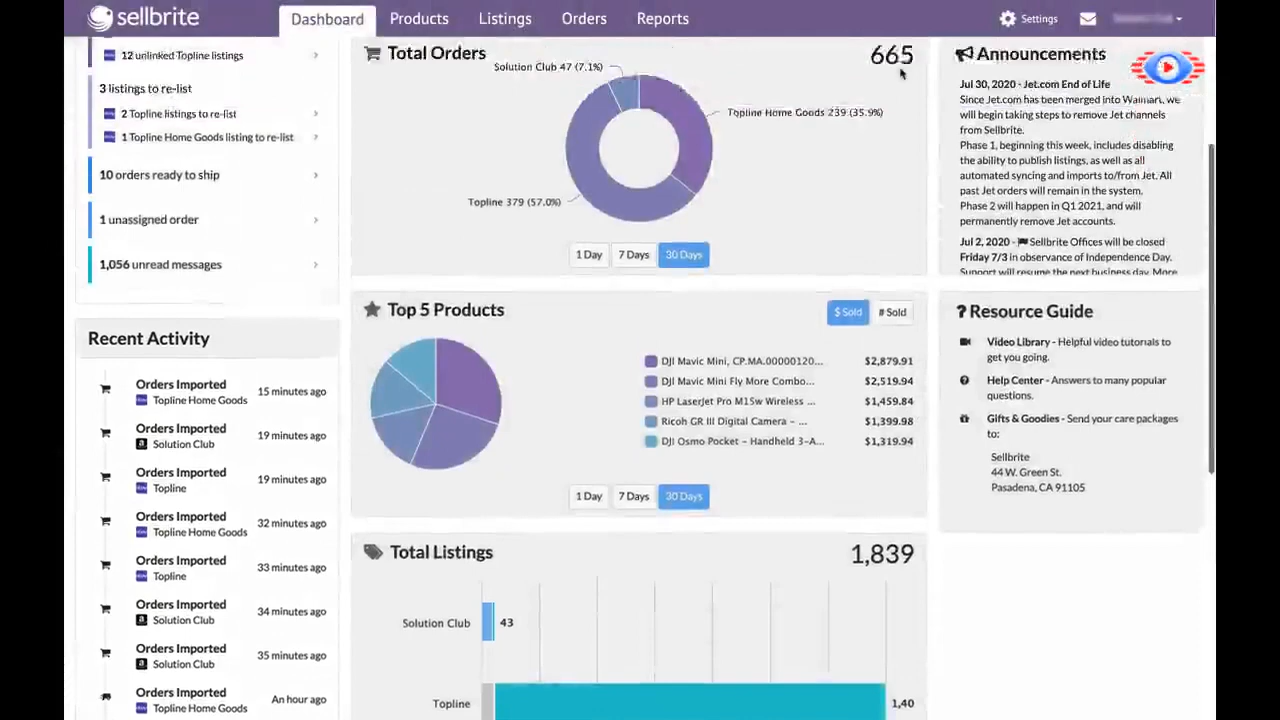 sellbrite
Dashboard
Products
Listings
Orders
Reports
Settings
12 unlinked Topline listings
3 listings to re-list
2 Topline listings to re-list
1 Topline Home Goods listing to re-list
10 orders ready to ship
1 unassigned order
1,056 unread messages
Recent Activity
Orders Imported
15 minutes ago
Topline Home Goods
Orders Imported
19 minutes ago
Solution Club
Orders Imported
19 minutes ago
Topline
Orders Imported
32 minutes ago
Topline Home Goods
Orders Imported
33 minutes ago
Topline
Orders Imported
34 minutes ago
Solution Club
Orders Imported
35 minutes ago
Solution Club
Orders Imported
An hour ago
Topline Home Goods
Total Orders
665
Solution Club 47 (7.1%)
Topline Home Goods 239 (35.9%)
Topline 379 (57.0%)
1 Day
7 Days
30 Days
Top 5 Products
$ Sold
# Sold
DJI Mavic Mini, CP.MA.00000120... $2,879.91
DJI Mavic Mini Fly More Combo... $2,519.94
HP LaserJet Pro M15w Wireless ... $1,459.84
Ricoh GR III Digital Camera – ... $1,399.98
DJI Osmo Pocket – Handheld 3-A... $1,319.94
1 Day
7 Days
30 Days
Total Listings
1,839
Solution Club
43
Topline
1,40
Announcements
Jul 30, 2020 - Jet.com End of Life
Since Jet.com has been merged into Walmart, we
will begin taking steps to remove Jet channels
from Sellbrite.
Phase 1, beginning this week, includes disabling
the ability to publish listings, as well as all
automated syncing and imports to/from Jet. All
past Jet orders will remain in the system.
Phase 2 will happen in Q1 2021, and will
permanently remove Jet accounts.
Jul 2, 2020 - Sellbrite Offices will be closed
Friday 7/3 in observance of Independence Day.
Support will resume the next business day. More
Resource Guide
Video Library - Helpful video tutorials to
get you going.
Help Center - Answers to many popular
questions.
Gifts & Goodies - Send your care packages
to:
Sellbrite
44 W. Green St.
Pasadena, CA 91105